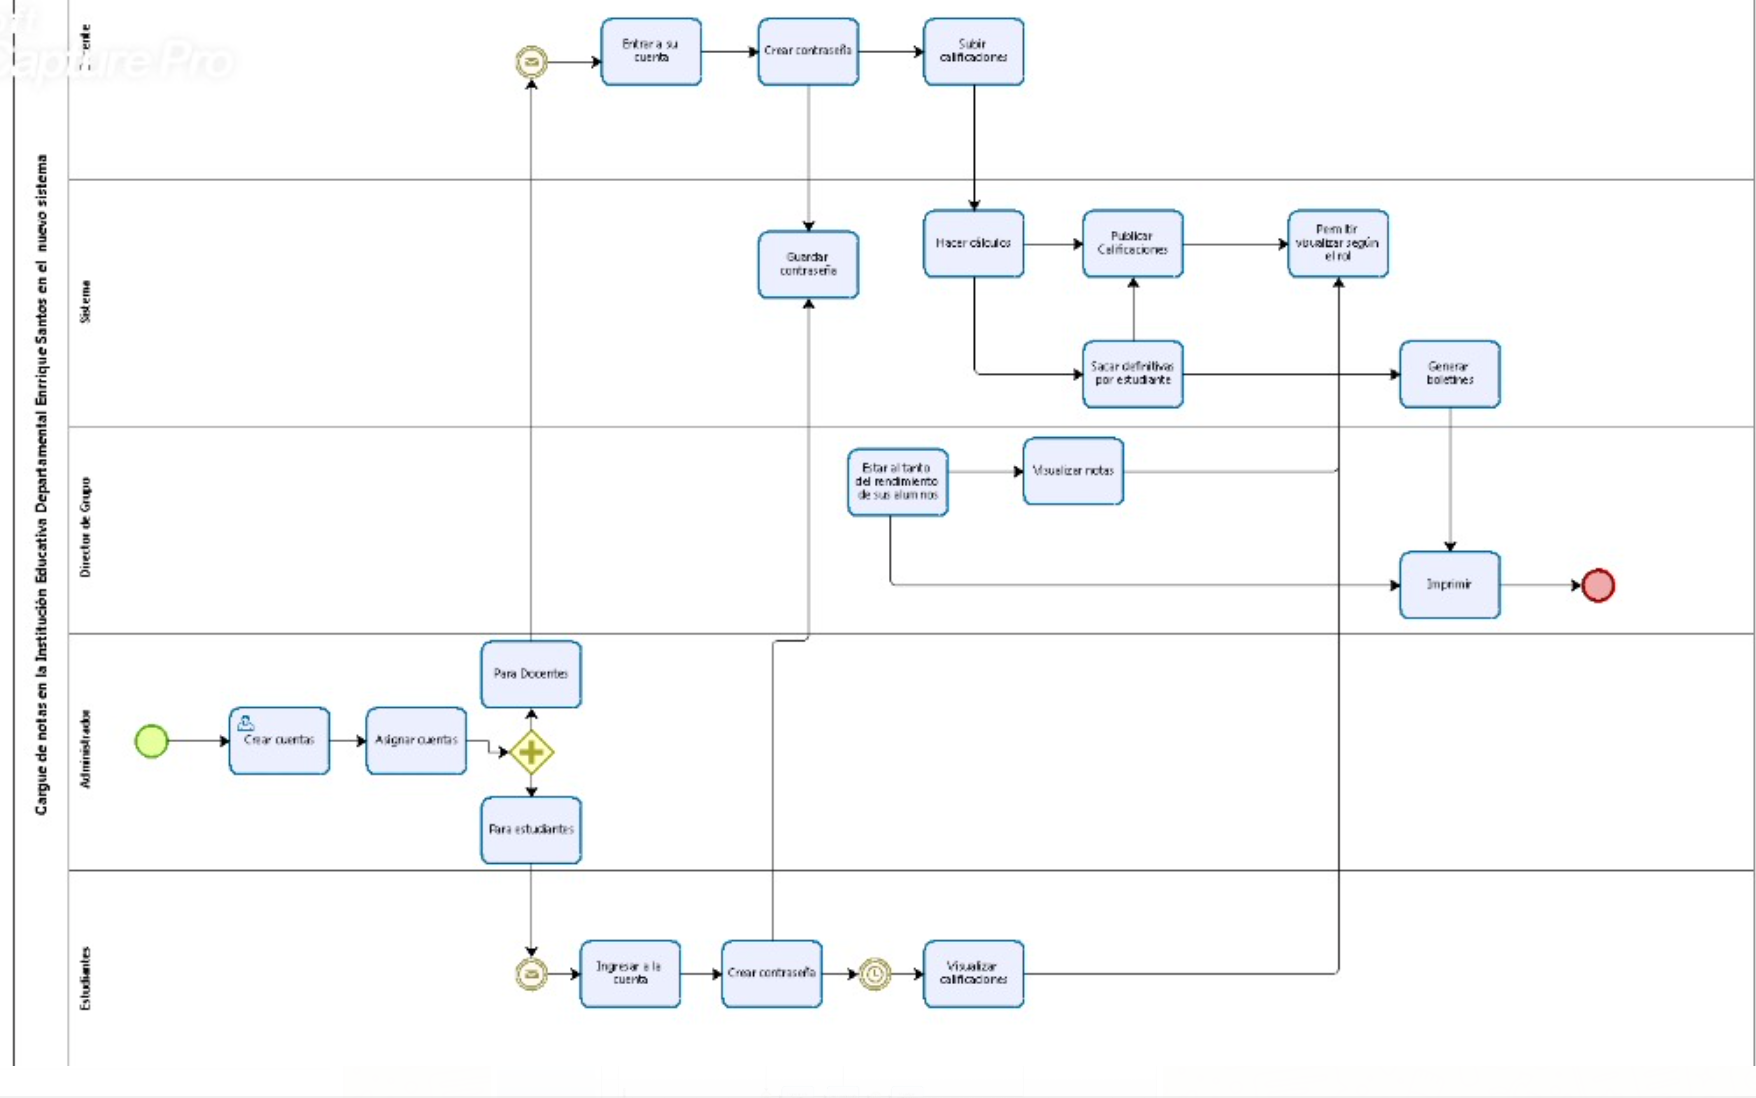 Capture Pro
Cargue de notas en la Institución Educativa Departamental Enrrique Santos en el nuevo sistema
Entrar a su
cuenta
Crear contraseña
Subir
calificaciones
Sistema
Guardar
contraseña
Hacer cálculos
Publicar
Calificaciones
Permitir
visualizar según
el rol
Sacar definitivas
por estudiante
Generar
boletines
Director de Grupo
Estar al tanto
del rendimiento
de sus alumnos
Visualizar notas
Imprimir
Administrador
Crear cuentas
Asignar cuentas
Para Docentes
Para estudiantes
Estudiantes
Ingresar a la
cuenta
Crear contraseña
Visualizar
calificaciones